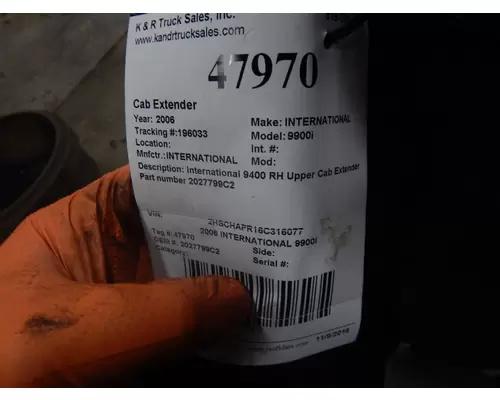 K & R Truck Sales, Inc.
www.kandrtrucksales.com
47970
Cab Extender
Year: 2006
Make: INTERNATIONAL
Tracking #:196033
Model: 9900i
Location:
Int. #:
Mnfctr.:INTERNATIONAL
Mod:
Description: International 9400 RH Upper Cab Extender
Part number 2027799C2
VIN:
2HSCHAPR16C316077
Tag #: 47970
2006 INTERNATIONAL 9900i
OEM #: 2027799C2
Side:
Category:
Serial #:
11/9/2016